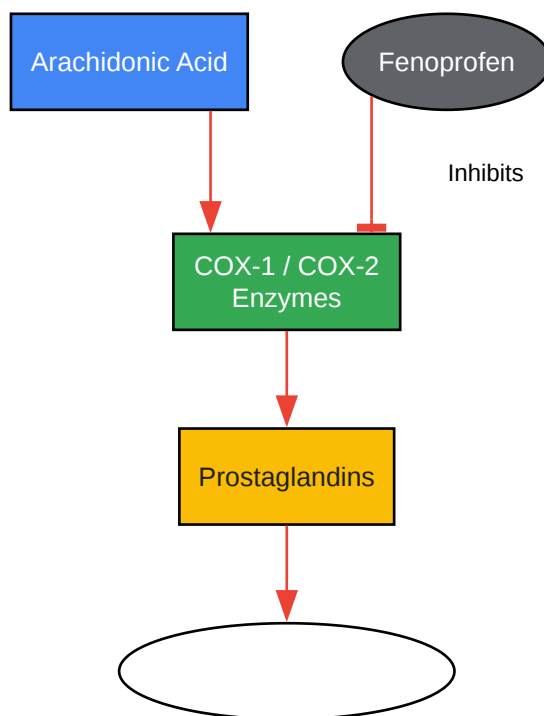 Arachidonic Acid
Fenoprofen
Inhibits
COX-1 / COX-2
Enzymes
Prostaglandins